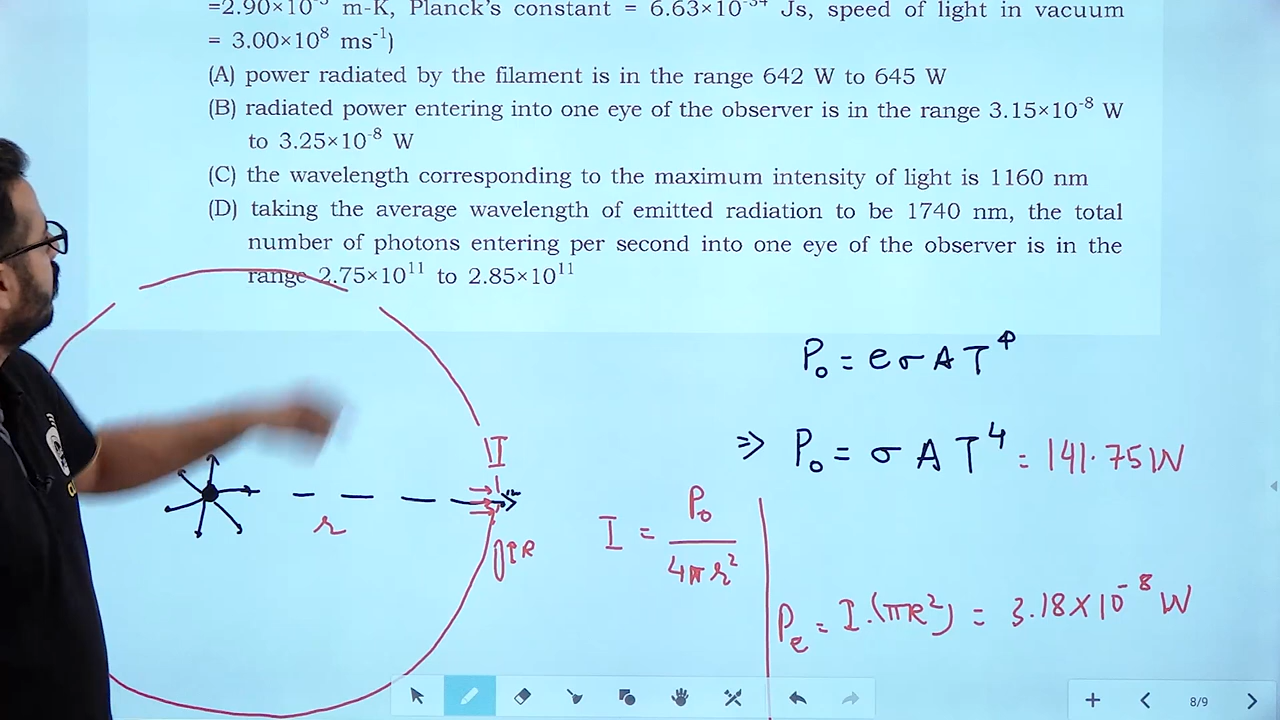 =2.90×10⁻³ m-K, Planck's constant = 6.63×10⁻³⁴ Js, speed of light in vacuum
= 3.00×10⁸ ms⁻¹)
(A) power radiated by the filament is in the range 642 W to 645 W
(B) radiated power entering into one eye of the observer is in the range 3.15×10⁻⁸ W
to 3.25×10⁻⁸ W
(C) the wavelength corresponding to the maximum intensity of light is 1160 nm
(D) taking the average wavelength of emitted radiation to be 1740 nm, the total
number of photons entering per second into one eye of the observer is in the
range 2.75×10¹¹ to 2.85×10¹¹
P₀ = eσAT⁴
⇒ P₀ = σAT⁴ = 141.75W
I
r
R
I = P₀ / 4πr²
Pₑ = I.(πR²) = 3.18×10⁻⁸ W
8/9